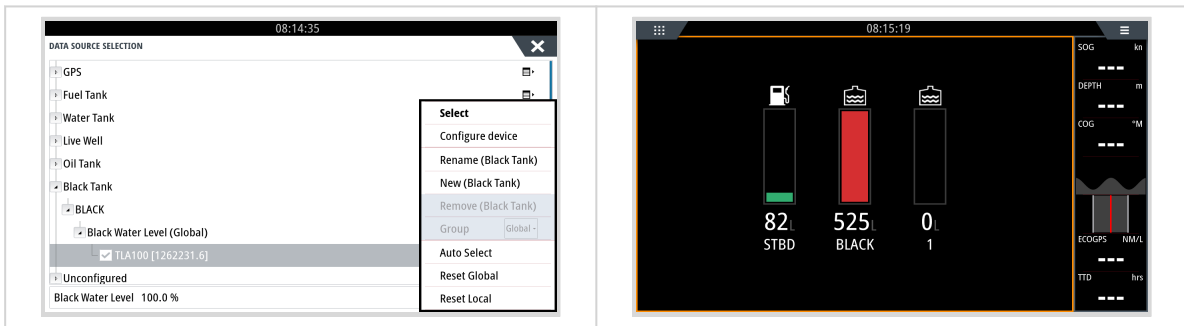 08:14:35
DATA SOURCE SELECTION
GPS
Fuel Tank
Water Tank
Live Well
Oil Tank
Black Tank
BLACK
Black Water Level (Global)
TLA100 [1262231.6]
Unconfigured
Black Water Level 100.0 %
Select
Configure device
Rename (Black Tank)
New (Black Tank)
Remove (Black Tank)
Group Global
Auto Select
Reset Global
Reset Local
08:15:19
82 L
STBD
525 L
BLACK
0 L
1
SOG kn
---
DEPTH m
---
COG °M
---
ECOGPS NM/L
---
TTD hrs
---